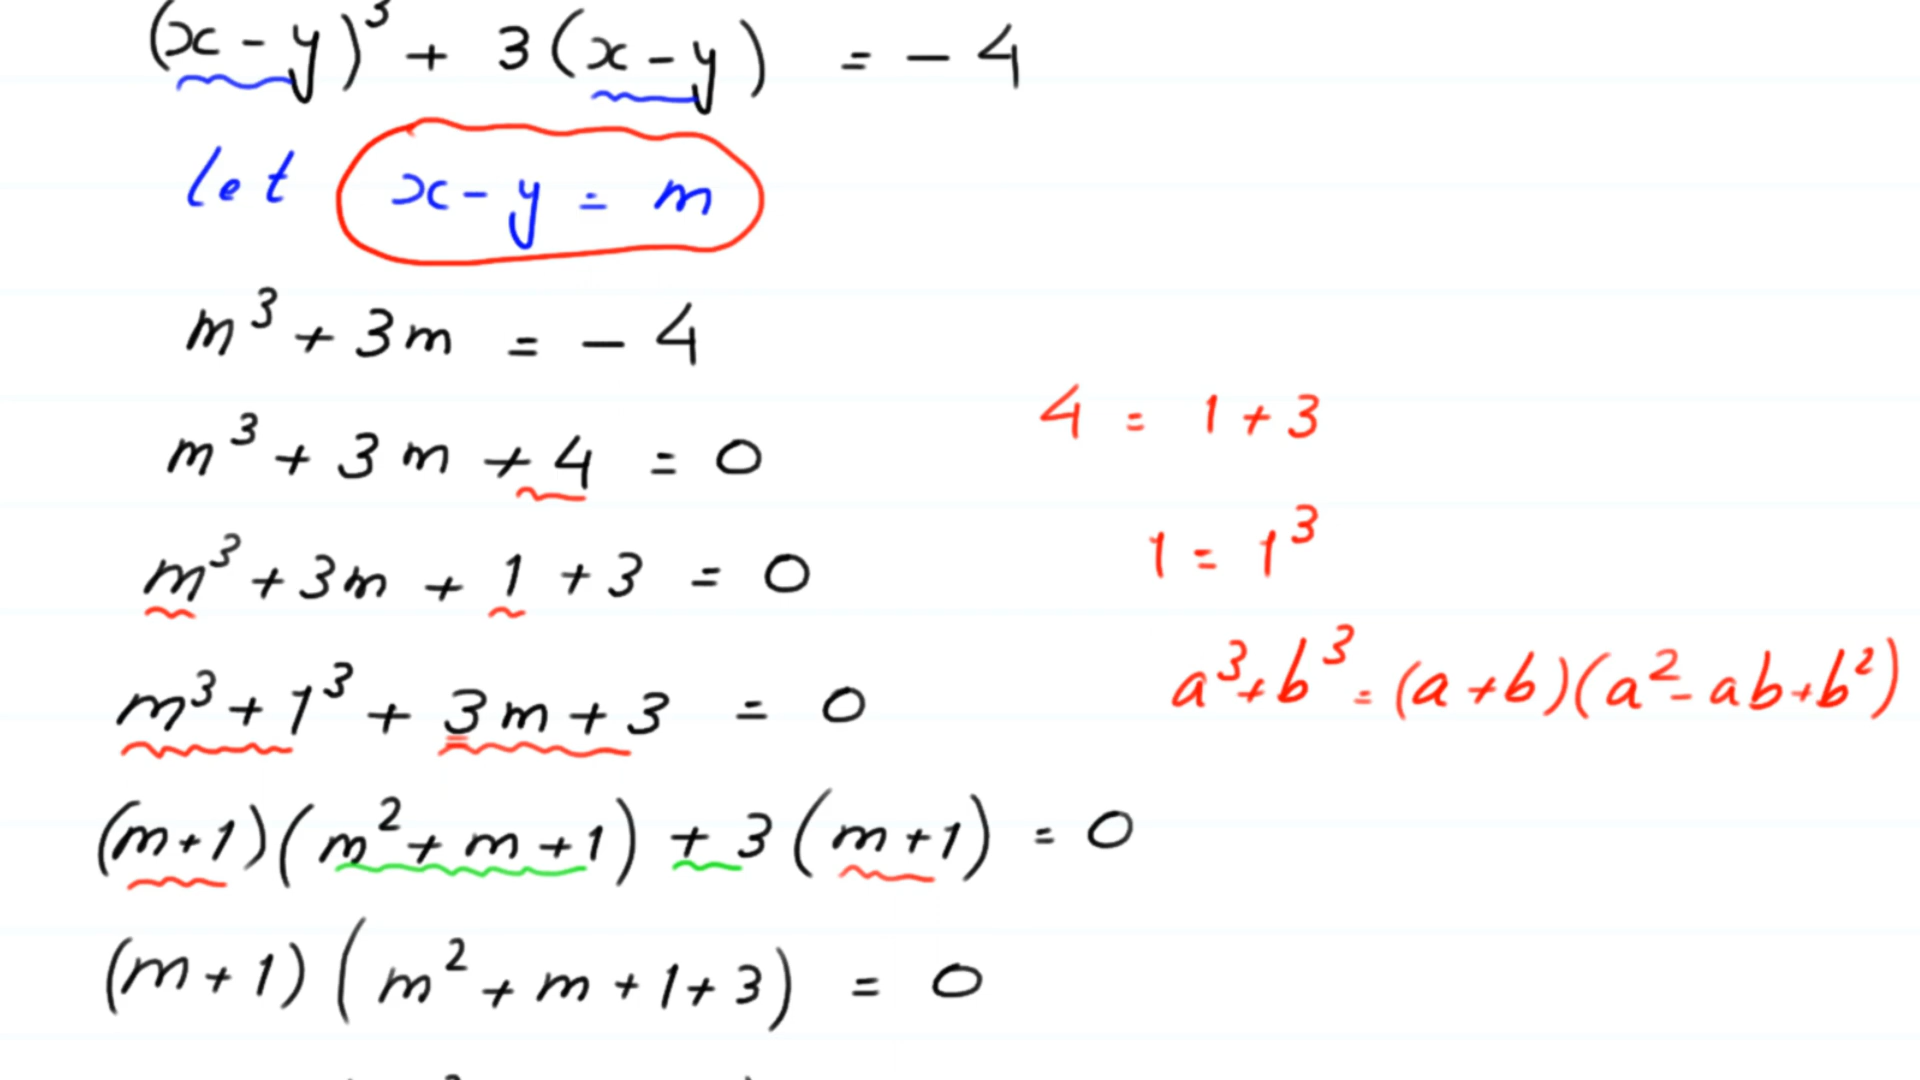 (x - y)³ + 3(x - y) = - 4
let x - y = m
m³ + 3m = - 4
m³ + 3m + 4 = 0
4 = 1 + 3
m³ + 3m + 1 + 3 = 0
1 = 1³
m³ + 1³ + 3m + 3 = 0
a³ + b³ = (a + b)(a² - ab + b²)
(m + 1)(m² + m + 1) + 3(m + 1) = 0
(m + 1)(m² + m + 1 + 3) = 0